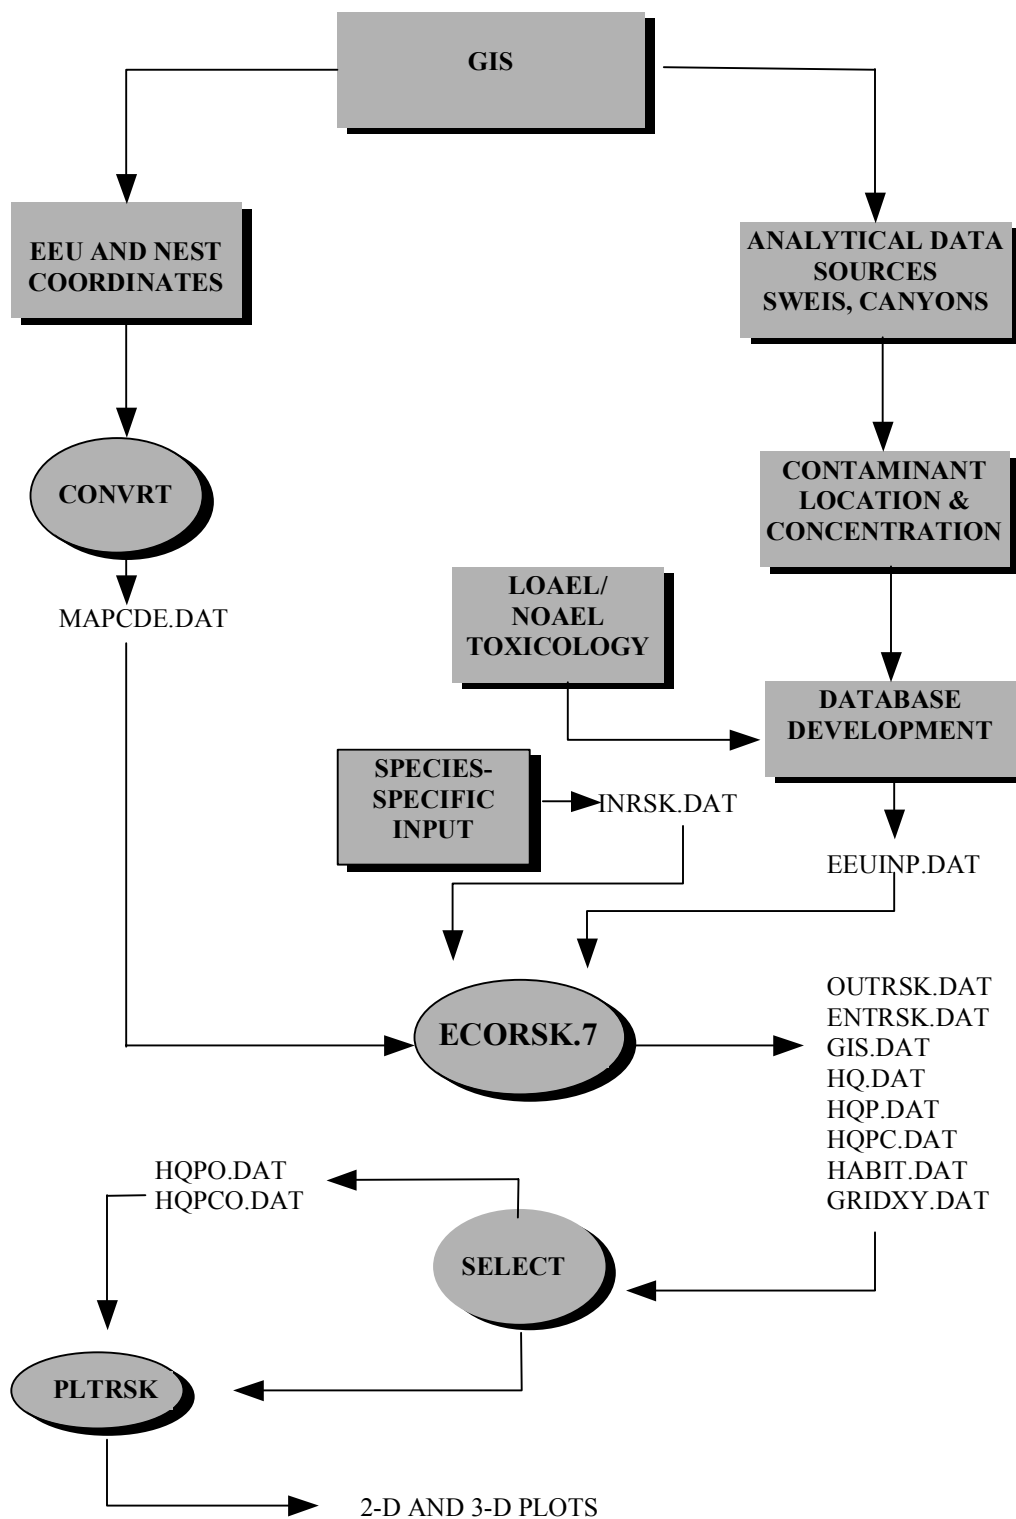 GIS
EEU AND NEST
COORDINATES
ANALYTICAL DATA
SOURCES
SWEIS, CANYONS
CONVRT
CONTAMINANT
LOCATION &
CONCENTRATION
MAPCDE.DAT
LOAEL/
NOAEL
TOXICOLOGY
DATABASE
DEVELOPMENT
SPECIES-
SPECIFIC
INPUT
INRSK.DAT
EEUINP.DAT
ECORSK.7
OUTRSK.DAT
ENTRSK.DAT
GIS.DAT
HQ.DAT
HQP.DAT
HQPC.DAT
HABIT.DAT
GRIDXY.DAT
HQPO.DAT
HQPCO.DAT
SELECT
PLTRSK
2-D AND 3-D PLOTS